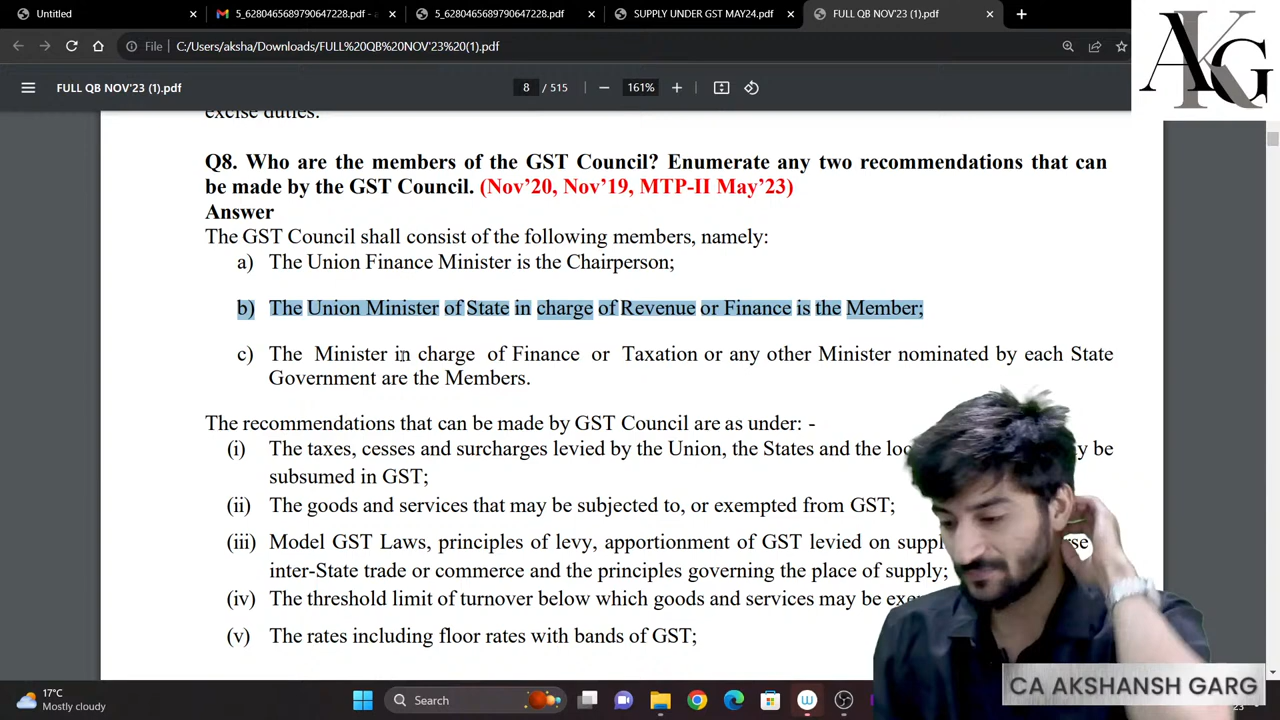 Untitled
5_6280465689790647228.pdf - a
5_6280465689790647228.pdf
SUPPLY UNDER GST MAY24.pdf
FULL QB NOV'23 (1).pdf
File
C:/Users/aksha/Downloads/FULL%20QB%20NOV'23%20(1).pdf
AKG
FULL QB NOV'23 (1).pdf
8 / 515
161%
excise duties.
Q8. Who are the members of the GST Council? Enumerate any two recommendations that can
be made by the GST Council. (Nov'20, Nov'19, MTP-II May'23)
Answer
The GST Council shall consist of the following members, namely:
a) The Union Finance Minister is the Chairperson;
b) The Union Minister of State in charge of Revenue or Finance is the Member;
c) The Minister in charge of Finance or Taxation or any other Minister nominated by each State
Government are the Members.
The recommendations that can be made by GST Council are as under: -
(i) The taxes, cesses and surcharges levied by the Union, the States and the be
subsumed in GST;
(ii) The goods and services that may be subjected to, or exempted from GST;
(iii) Model GST Laws, principles of levy, apportionment of GST levied on
inter-State trade or commerce and the principles governing the place of supply;
(iv) The threshold limit of turnover below which goods and services may be
(v) The rates including floor rates with bands of GST;
CA AKSHANSH GARG
17°C
Mostly cloudy
Search